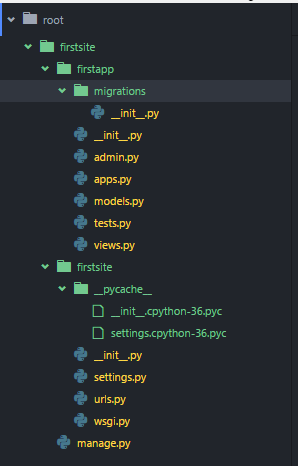 root
firstsite
firstapp
migrations
__init__.py
__init__.py
admin.py
apps.py
models.py
tests.py
views.py
firstsite
__pycache__
__init__.cpython-36.pyc
settings.cpython-36.pyc
__init__.py
settings.py
urls.py
wsgi.py
manage.py